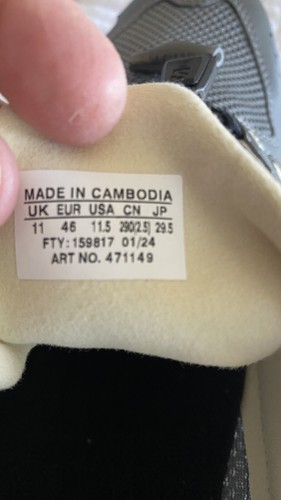 MADE IN CAMBODIA
UK EUR USA CN JP
11 46 11.5 290(2.5) 29.5
FTY:159817 01/24
ART NO. 471149